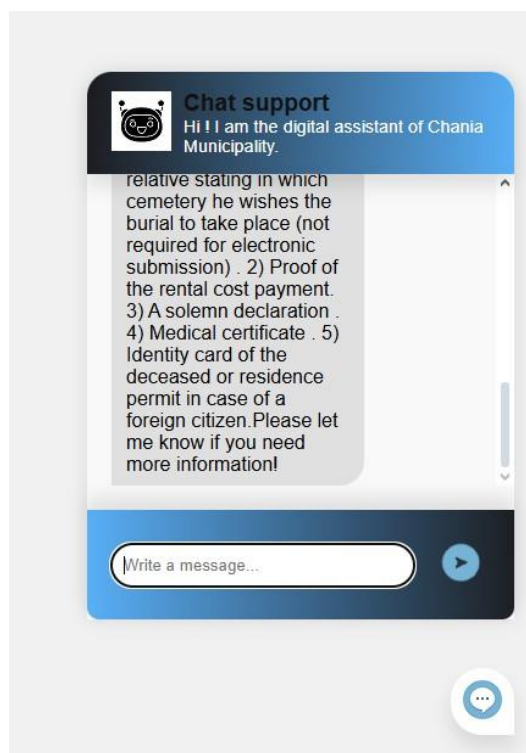 Chat support
Hi ! I am the digital assistant of Chania
Municipality.
relative stating in which
cemetery he wishes the
burial to take place (not
required for electronic
submission) . 2) Proof of
the rental cost payment.
3) A solemn declaration .
4) Medical certificate . 5)
Identity card of the
deceased or residence
permit in case of a
foreign citizen.Please let
me know if you need
more information!
Write a message...